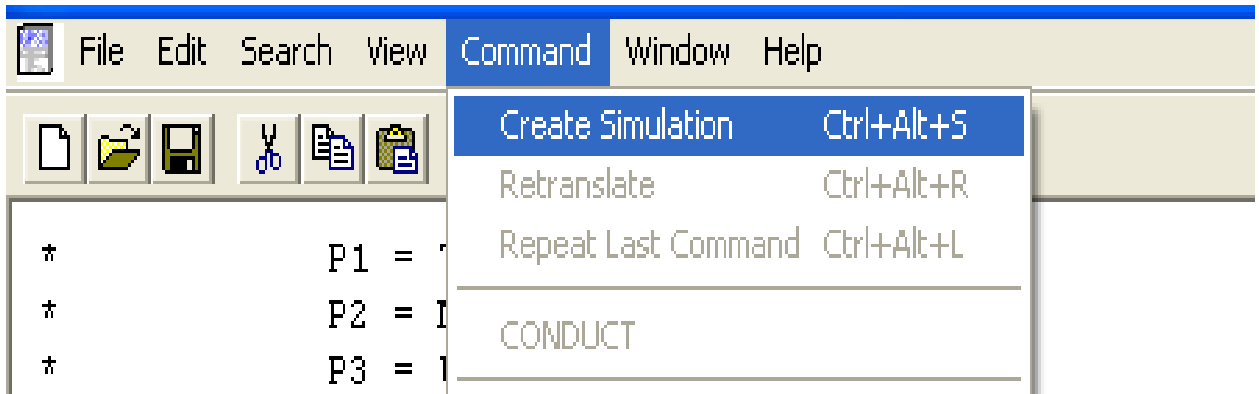 File Edit Search View Command Window Help
Create Simulation Ctrl+Alt+S
Retranslate Ctrl+Alt+R
Repeat Last Command Ctrl+Alt+L
CONDUCT
* P1 =
* P2 =
* P3 =